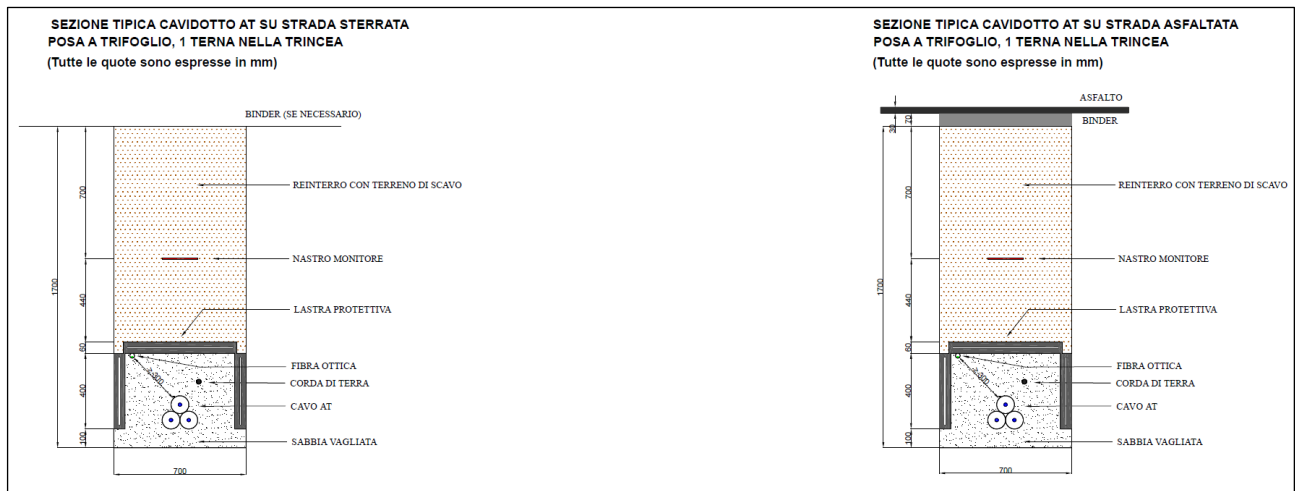 SEZIONE TIPICA CAVIDOTTO AT SU STRADA STERRATA
POSA A TRIFOGLIO, 1 TERNA NELLA TRINCEA
(Tutte le quote sono espresse in mm)
BINDER (SE NECESSARIO)
REINTERRO CON TERRENO DI SCAVO
NASTRO MONITORE
LASTRA PROTETTIVA
FIBRA OTTICA
CORDA DI TERRA
CAVO AT
SABBIA VAGLIATA
1700
700
440
60
400
100
≥300
700
SEZIONE TIPICA CAVIDOTTO AT SU STRADA ASFALTATA
POSA A TRIFOGLIO, 1 TERNA NELLA TRINCEA
(Tutte le quote sono espresse in mm)
ASFALTO
BINDER
REINTERRO CON TERRENO DI SCAVO
NASTRO MONITORE
LASTRA PROTETTIVA
FIBRA OTTICA
CORDA DI TERRA
CAVO AT
SABBIA VAGLIATA
30
70
1700
700
440
60
400
100
≥300
700